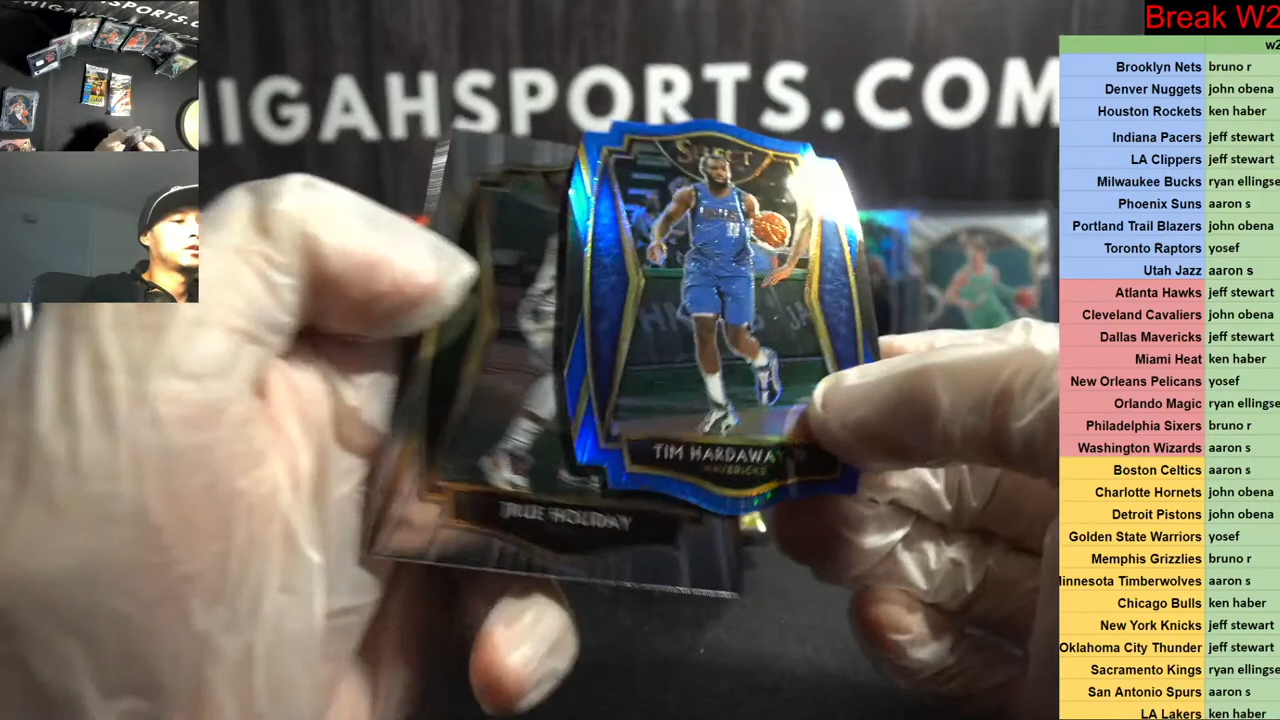 Break W2
w2
Brooklyn Nets bruno r
Denver Nuggets john obena
Houston Rockets ken haber
Indiana Pacers jeff stewart
LA Clippers jeff stewart
Milwaukee Bucks ryan ellingse
Phoenix Suns aaron s
Portland Trail Blazers john obena
Toronto Raptors yosef
Utah Jazz aaron s
Atlanta Hawks jeff stewart
Cleveland Cavaliers john obena
Dallas Mavericks jeff stewart
Miami Heat ken haber
New Orleans Pelicans yosef
Orlando Magic ryan ellingse
Philadelphia Sixers bruno r
Washington Wizards aaron s
Boston Celtics aaron s
Charlotte Hornets john obena
Detroit Pistons john obena
Golden State Warriors yosef
Memphis Grizzlies bruno r
innesota Timberwolves aaron s
Chicago Bulls ken haber
New York Knicks jeff stewart
Oklahoma City Thunder jeff stewart
Sacramento Kings ryan ellingse
San Antonio Spurs aaron s
LA Lakers ken haber
HIGAHSPORTS.COM
SELECT
TIM HARDAWAY
MAVERICKS
JRUE HOLIDAY